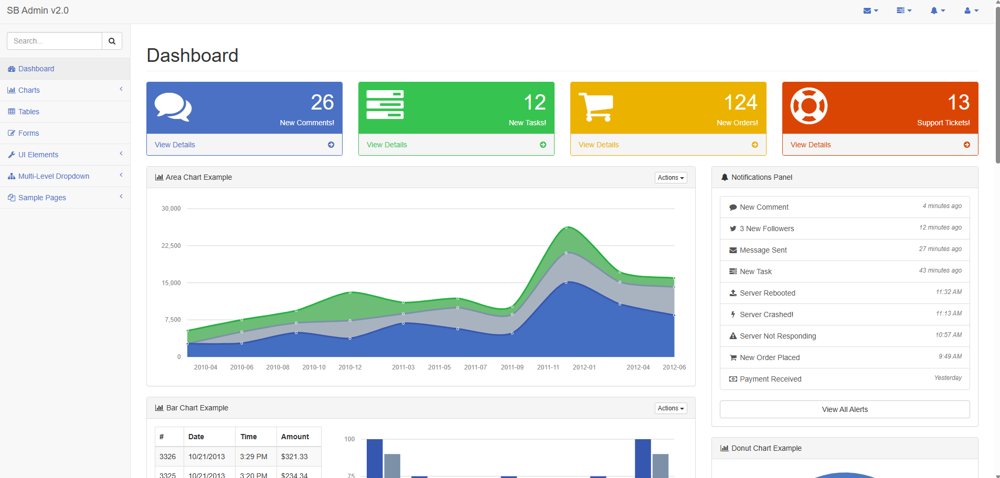 SB Admin v2.0
Search...
Dashboard
Charts
Tables
Forms
UI Elements
Multi-Level Dropdown
Sample Pages
Dashboard
26
New Comments!
View Details
12
New Tasks!
View Details
124
New Orders!
View Details
13
Support Tickets!
View Details
Area Chart Example
Actions
30,000
22,500
15,000
7,500
0
2010-04 2010-06 2010-08 2010-10 2010-12 2011-03 2011-05 2011-07 2011-09 2011-11 2012-01 2012-04 2012-06
Notifications Panel
New Comment 4 minutes ago
3 New Followers 12 minutes ago
Message Sent 27 minutes ago
New Task 43 minutes ago
Server Rebooted 11:32 AM
Server Crashed! 11:13 AM
Server Not Responding 10:57 AM
New Order Placed 9:49 AM
Payment Received Yesterday
View All Alerts
Bar Chart Example
Actions
# Date Time Amount
3326 10/21/2013 3:29 PM $321.33
3325 10/21/2013 3:20 PM $234.34
100
75
Donut Chart Example